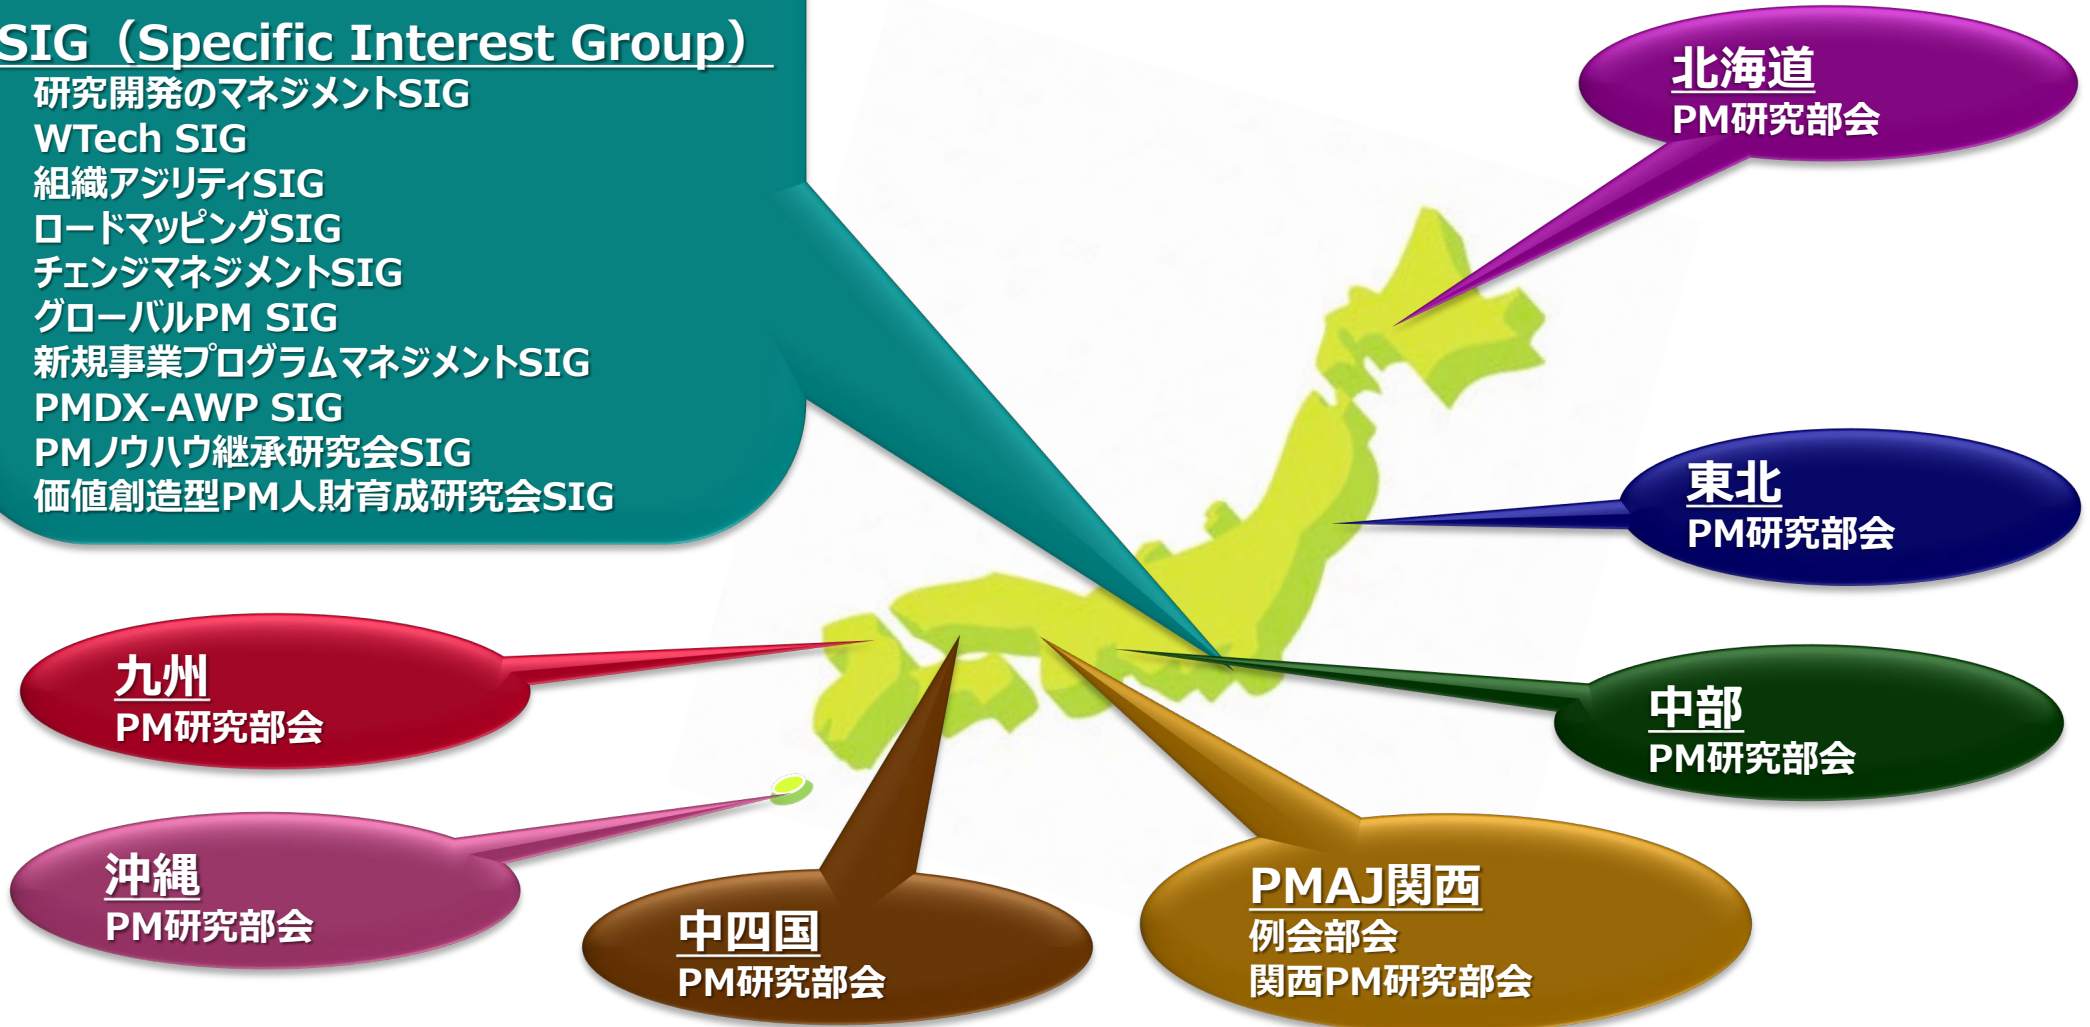 SIG（Specific Interest Group）
研究開発のマネジメントSIG
WTech SIG
組織アジリティSIG
ロードマッピングSIG
チェンジマネジメントSIG
グローバルPM SIG
新規事業プログラムマネジメントSIG
PMDX-AWP SIG
PMノウハウ継承研究会SIG
価値創造型PM人財育成研究会SIG
北海道
PM研究部会
東北
PM研究部会
中部
PM研究部会
PMAJ関西
例会部会
関西PM研究部会
中四国
PM研究部会
九州
PM研究部会
沖縄
PM研究部会